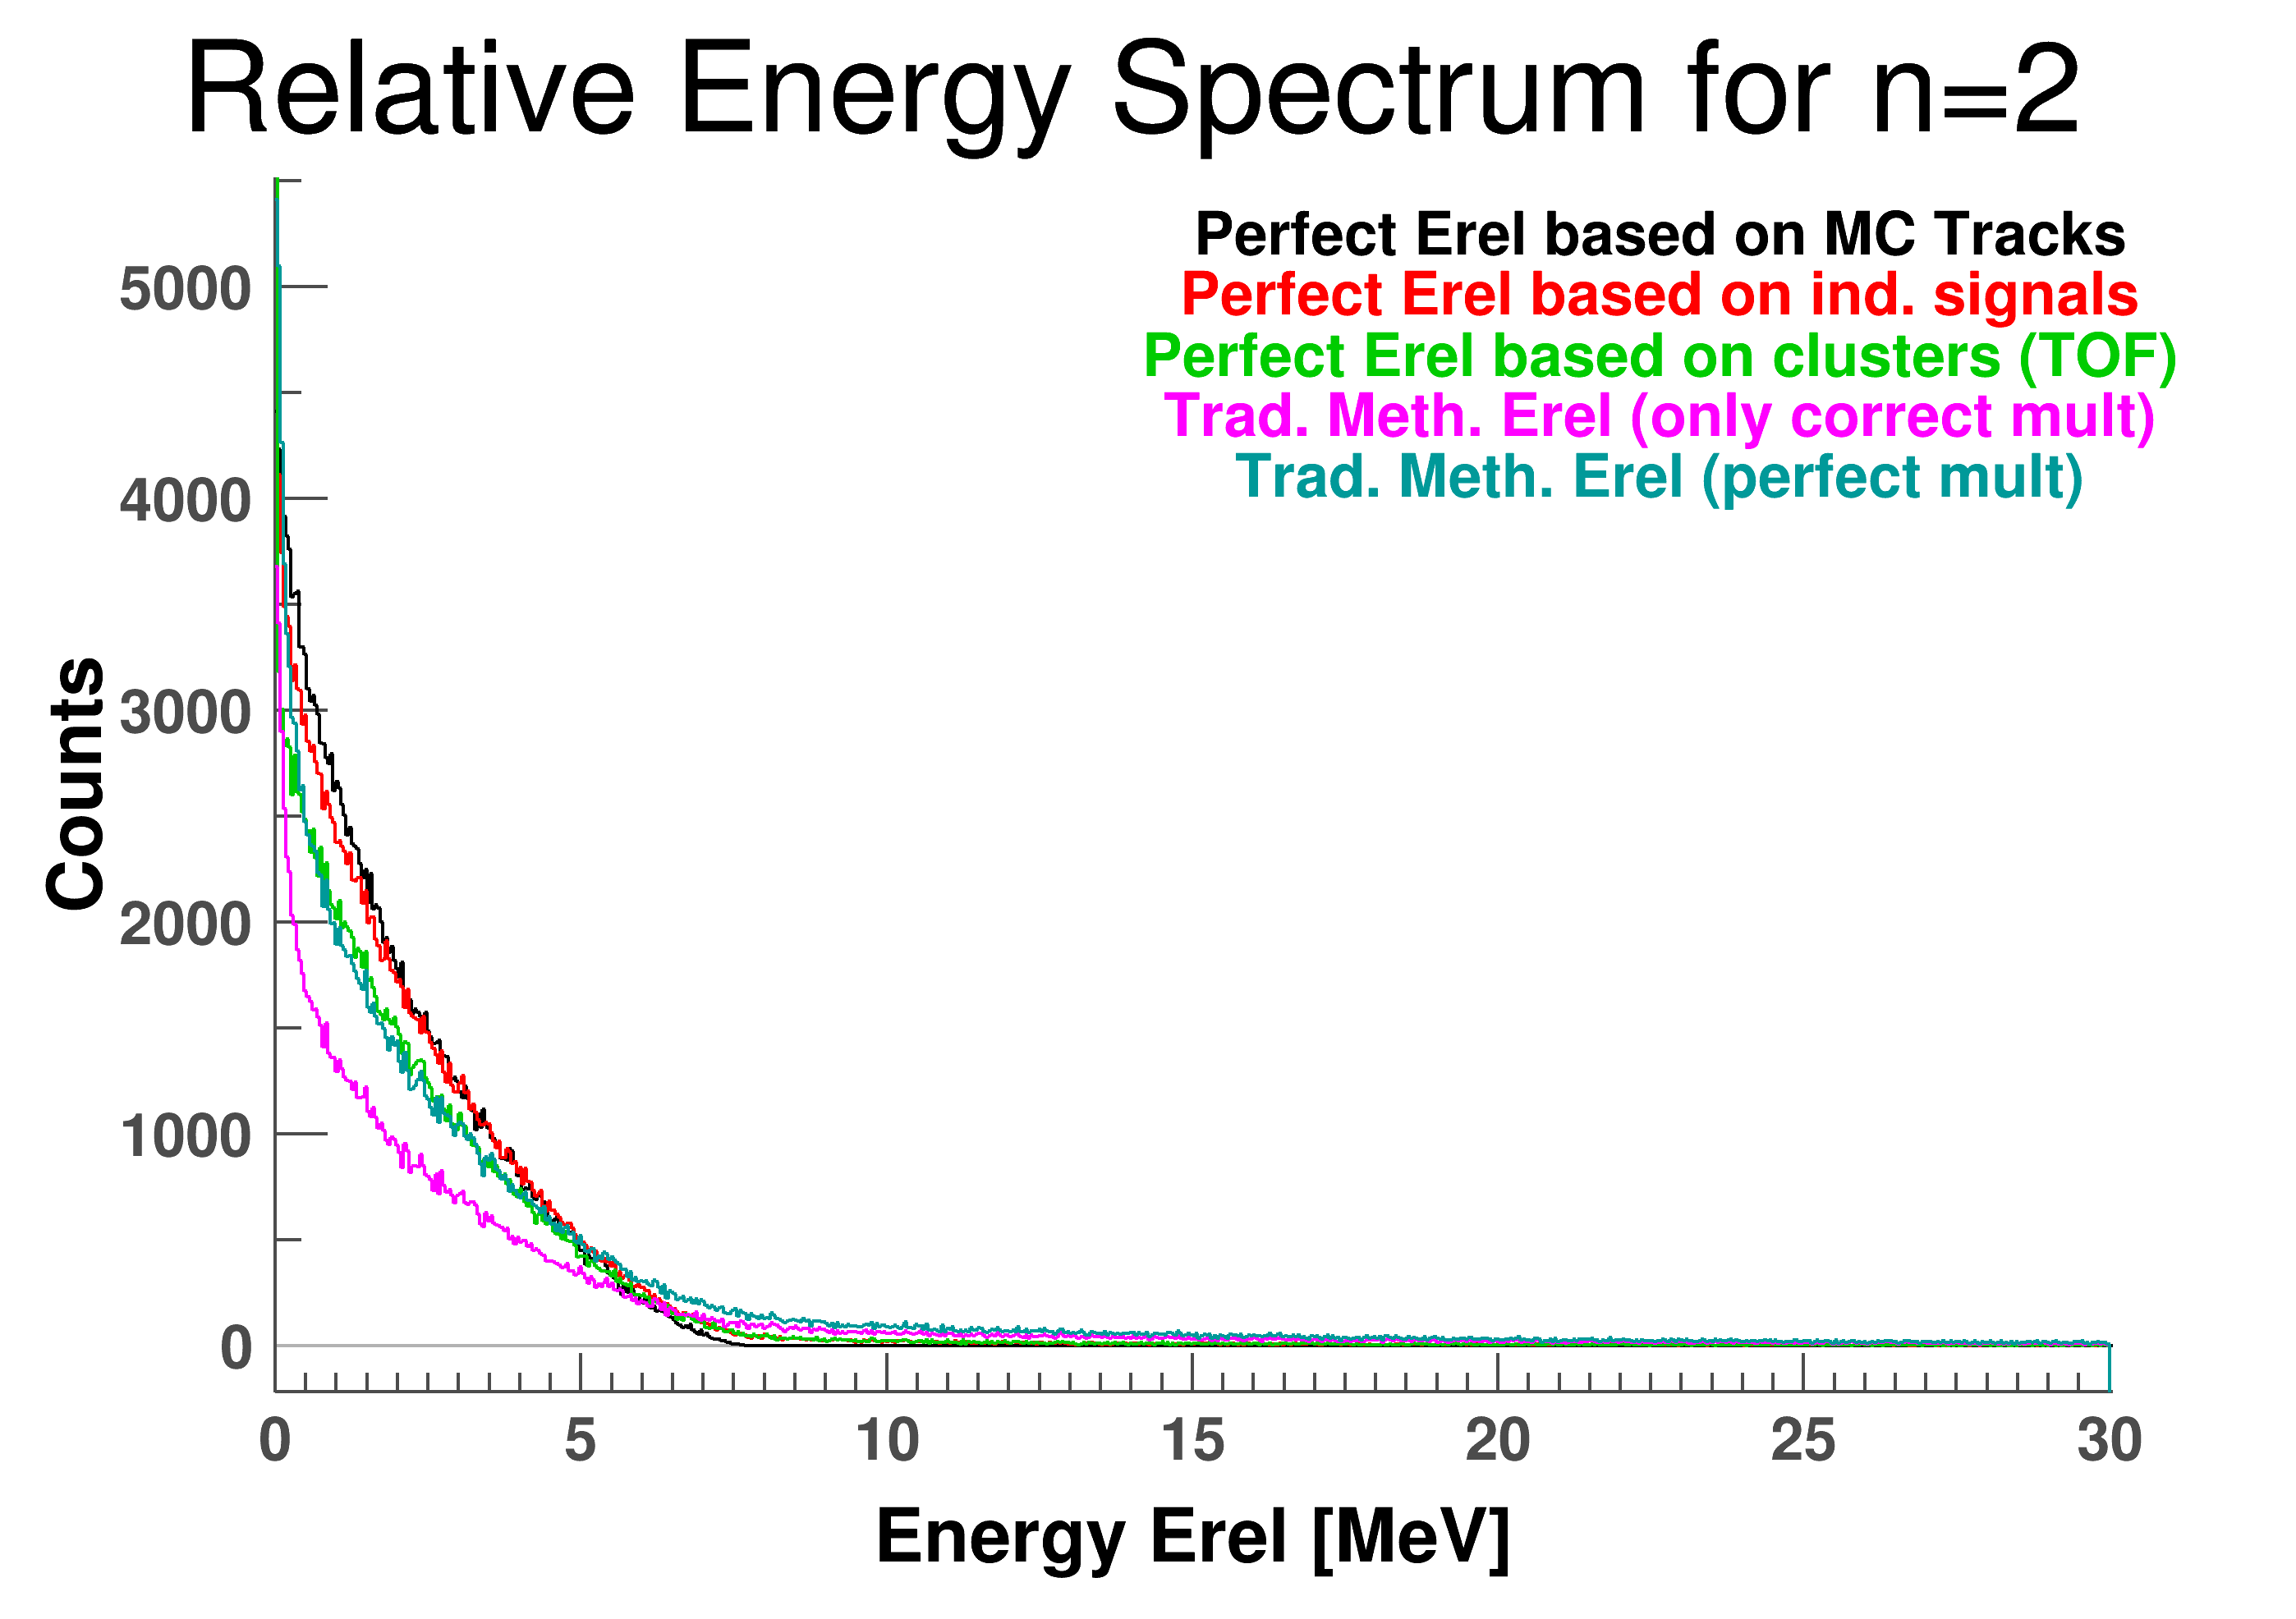 Relative Energy Spectrum for n=2
Perfect Erel based on MC Tracks
Perfect Erel based on ind. signals
Perfect Erel based on clusters (TOF)
Trad. Meth. Erel (only correct mult)
Trad. Meth. Erel (perfect mult)
Counts
5000
4000
3000
2000
1000
0
0 5 10 15 20 25 30
Energy Erel [MeV]